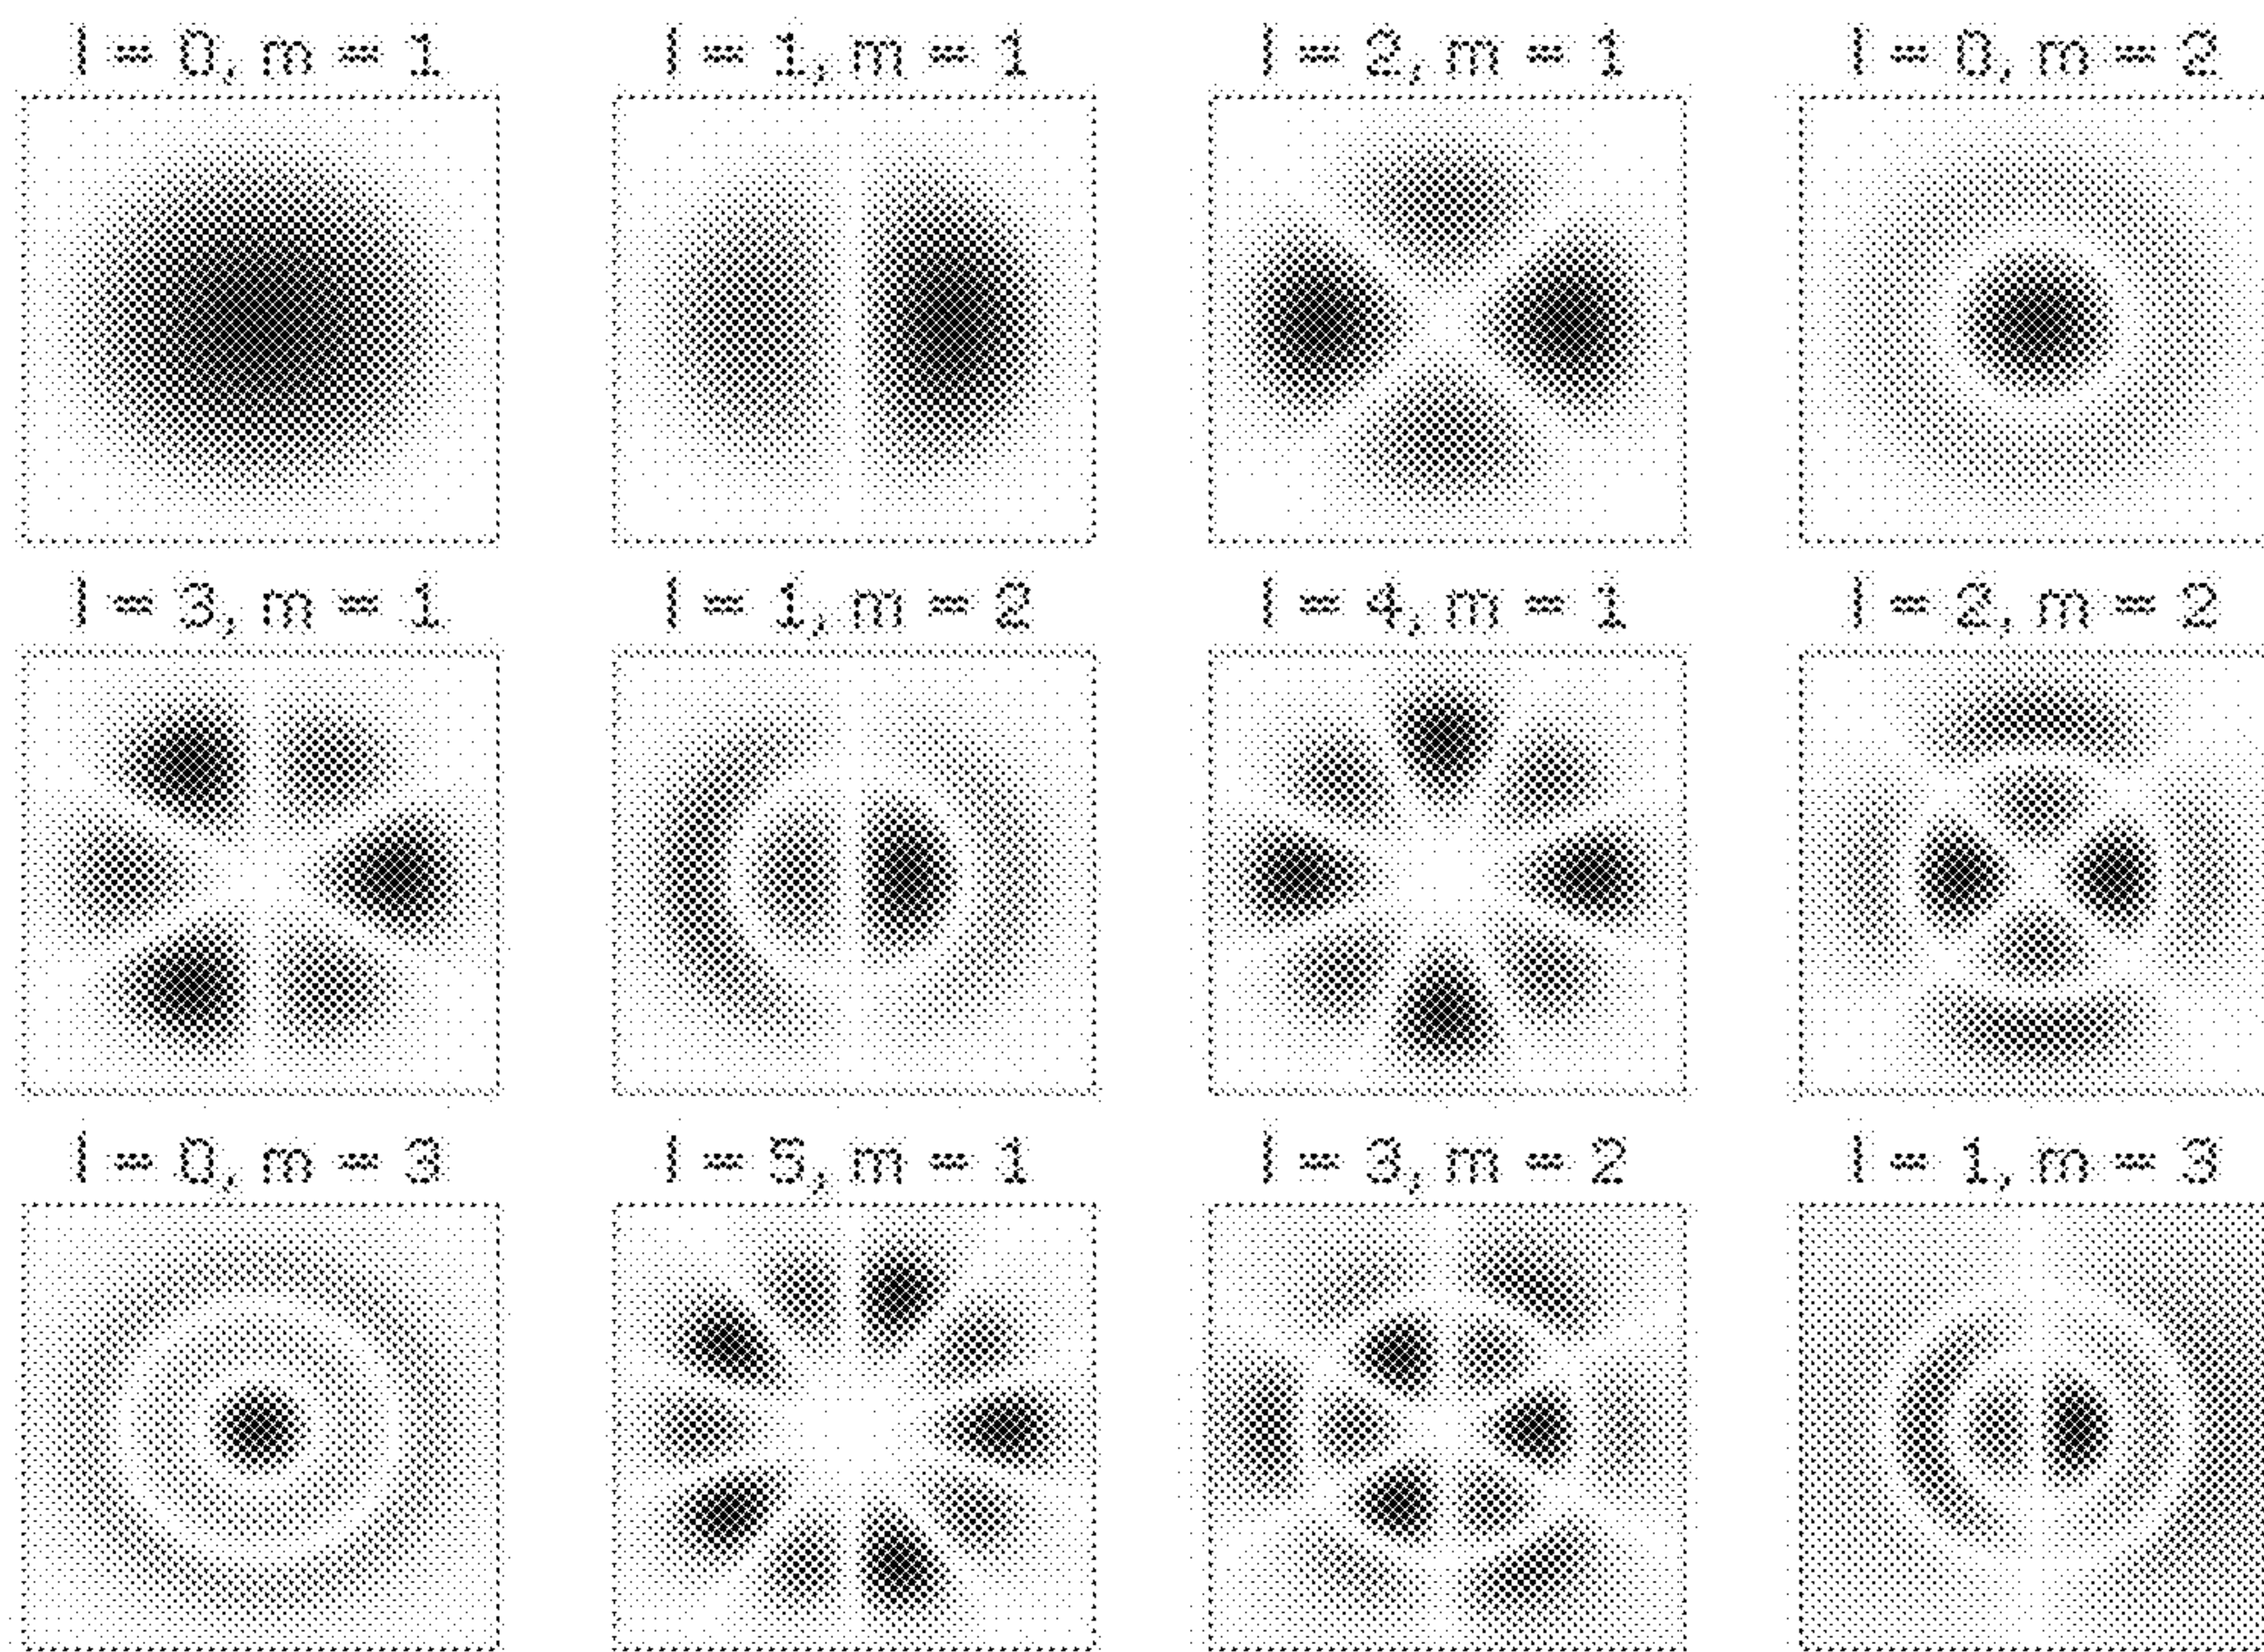 l = 0, m = 1
l = 1, m = 1
l = 2, m = 1
l = 0, m = 2
l = 3, m = 1
l = 1, m = 2
l = 4, m = 1
l = 2, m = 2
l = 0, m = 3
l = 5, m = 1
l = 3, m = 2
l = 1, m = 3